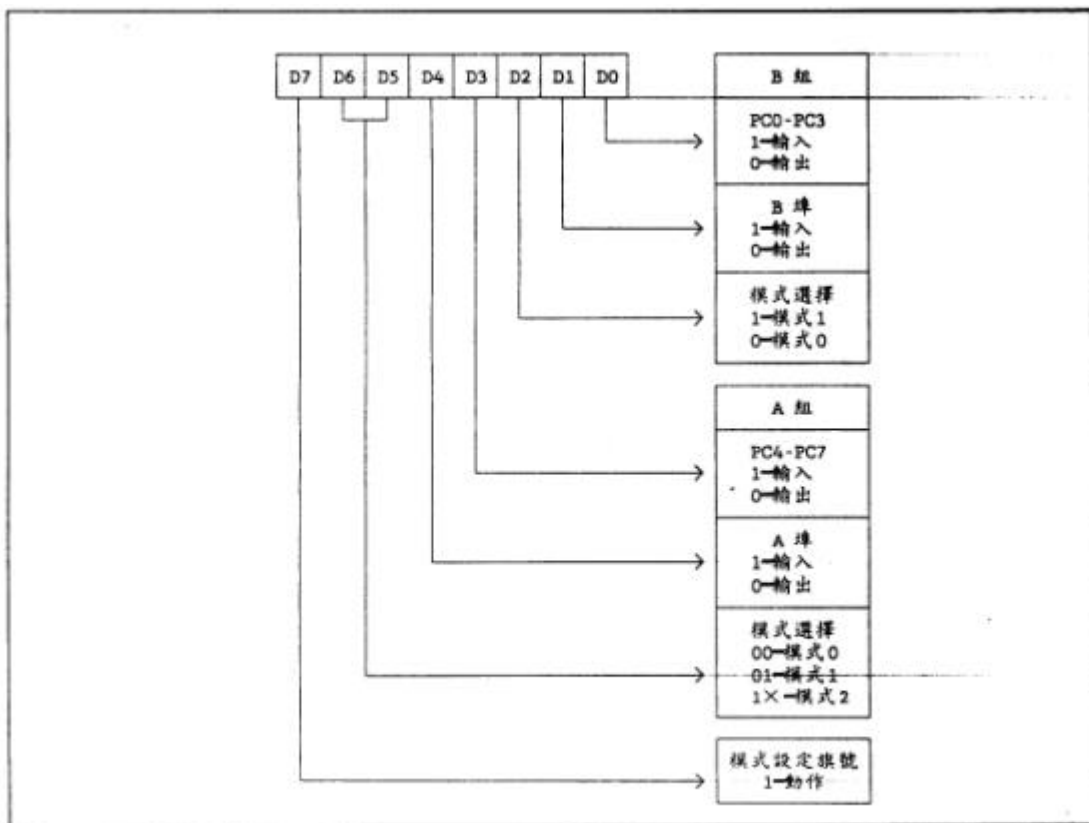 D7 D6 D5 D4 D3 D2 D1 D0
B 組
PC0-PC3
1─輸入
0─輸出
B 埠
1─輸入
0─輸出
模式選擇
1─模式1
0─模式0
A 組
PC4-PC7
1─輸入
0─輸出
A 埠
1─輸入
0─輸出
模式選擇
00─模式0
01─模式1
1×─模式2
模式設定旗號
1─動作